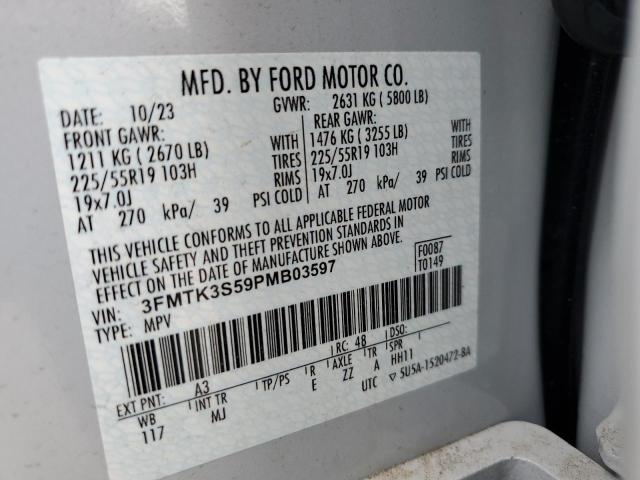 MFD. BY FORD MOTOR CO.
DATE: 10/23 GVWR: 2631 KG ( 5800 LB)
FRONT GAWR: REAR GAWR:
1211 KG ( 2670 LB) WITH 1476 KG ( 3255 LB) WITH
225/55R19 103H TIRES 225/55R19 103H TIRES
19x7.0J RIMS 19x7.0J RIMS
AT 270 kPa/ 39 PSI COLD AT 270 kPa/ 39 PSI COLD
THIS VEHICLE CONFORMS TO ALL APPLICABLE FEDERAL MOTOR
VEHICLE SAFETY AND THEFT PREVENTION STANDARDS IN
EFFECT ON THE DATE OF MANUFACTURE SHOWN ABOVE.
VIN: 3FMTK3S59PMB03597
F0087
TYPE: MPV
T0149
EXT PNT: A3 RC: 48 DSO:
WB INT TR TP/PS R AXLE TR SPR
117 MJ E ZZ A HH11
UTC ▽ 5U5A-1520472-BA